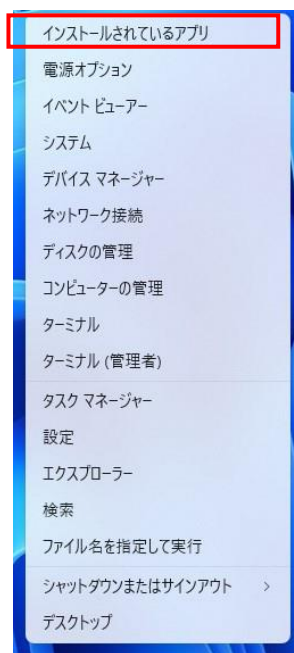 インストールされているアプリ
電源オプション
イベント ビューアー
システム
デバイス マネージャー
ネットワーク接続
ディスクの管理
コンピューターの管理
ターミナル
ターミナル (管理者)
タスク マネージャー
設定
エクスプローラー
検索
ファイル名を指定して実行
シャットダウンまたはサインアウト
デスクトップ